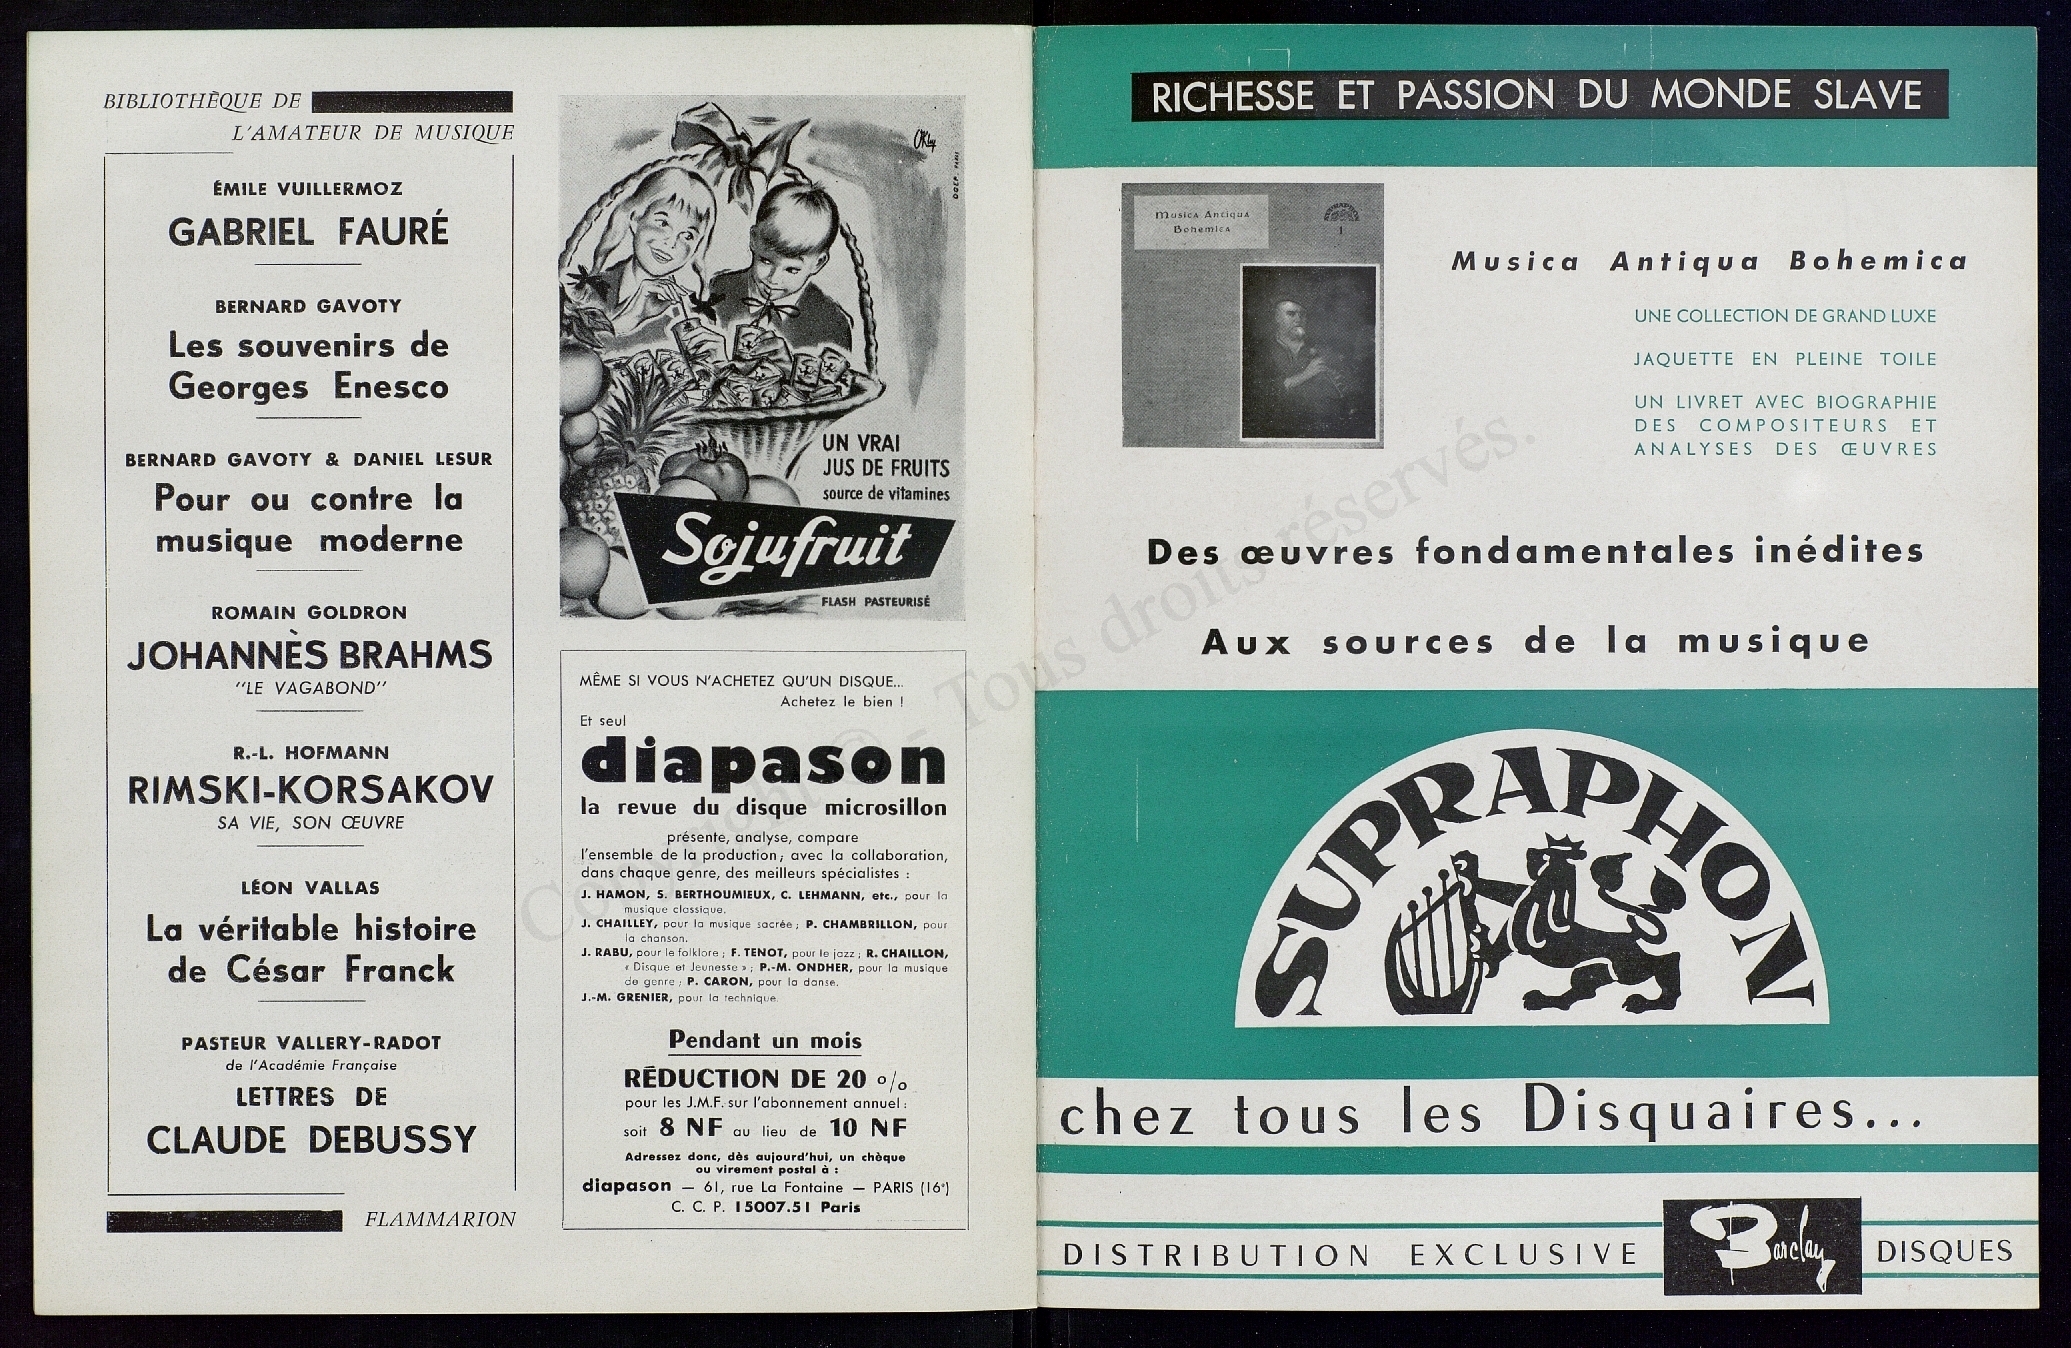 BIBLIOTHÈQUE DE
L'AMATEUR DE MUSIQUE
ÉMILE VUILLERMOZ
GABRIEL FAURÉ
BERNARD GAVOTY
Les souvenirs de
Georges Enesco
BERNARD GAVOTY & DANIEL LESUR
Pour ou contre la
musique moderne
ROMAIN GOLDRON
JOHANNÈS BRAHMS
"LE VAGABOND"
R.-L. HOFMANN
RIMSKI-KORSAKOV
SA VIE, SON ŒUVRE
LÉON VALLAS
La véritable histoire
de César Franck
PASTEUR VALLERY-RADOT
de l'Académie Française
LETTRES DE
CLAUDE DEBUSSY
FLAMMARION
OKley
DOEP. PARIS
UN VRAI
JUS DE FRUITS
source de vitamines
Sojufruit
FLASH PASTEURISÉ
MÊME SI VOUS N'ACHETEZ QU'UN DISQUE...
Achetez le bien !
Et seul
diapason
la revue du disque microsillon
présente, analyse, compare
l'ensemble de la production; avec la collaboration,
dans chaque genre, des meilleurs spécialistes :
J. HAMON, S. BERTHOUMIEUX, C. LEHMANN, etc., pour la
musique classique.
J. CHAILLEY, pour la musique sacrée ; P. CHAMBRILLON, pour
la chanson.
J. RABU, pour le folklore ; F. TENOT, pour le jazz ; R. CHAILLON,
« Disque et Jeunesse » ; P.-M. ONDHER, pour la musique
de genre ; P. CARON, pour la danse.
J.-M. GRENIER, pour la technique.
Pendant un mois
RÉDUCTION DE 20 o/o
pour les J.M.F. sur l'abonnement annuel :
soit 8 NF au lieu de 10 NF
Adressez donc, dès aujourd'hui, un chèque
ou virement postal à :
diapason — 61, rue La Fontaine — PARIS (16e)
C. C. P. 15007.51 Paris
RICHESSE ET PASSION DU MONDE SLAVE
Musica Antiqua
Bohemica
SUPRAPHON
1
Musica Antiqua Bohemica
UNE COLLECTION DE GRAND LUXE
JAQUETTE EN PLEINE TOILE
UN LIVRET AVEC BIOGRAPHIE
DES COMPOSITEURS ET
ANALYSES DES ŒUVRES
Des œuvres fondamentales inédites
Aux sources de la musique
SUPRAPHON
chez tous les Disquaires...
DISTRIBUTION EXCLUSIVE
Barclay
DISQUES
Copyright © - Tous droits réservés.